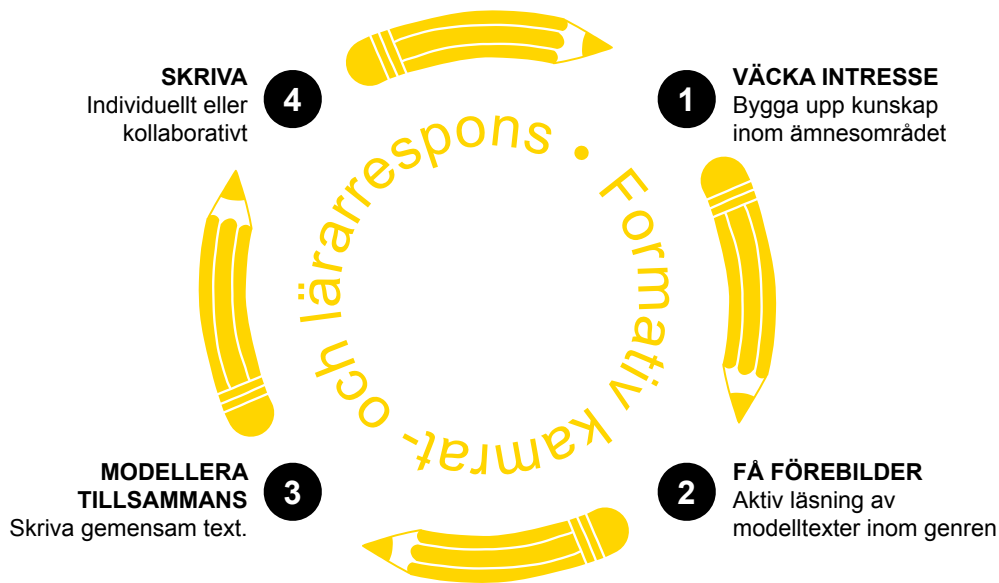 1
VÄCKA INTRESSE
Bygga upp kunskap
inom ämnesområdet
2
FÅ FÖREBILDER
Aktiv läsning av
modelltexter inom genren
3
MODELLERA
TILLSAMMANS
Skriva gemensam text.
4
SKRIVA
Individuellt eller
kollaborativt
Formativ kamrat- och lärarrespons •